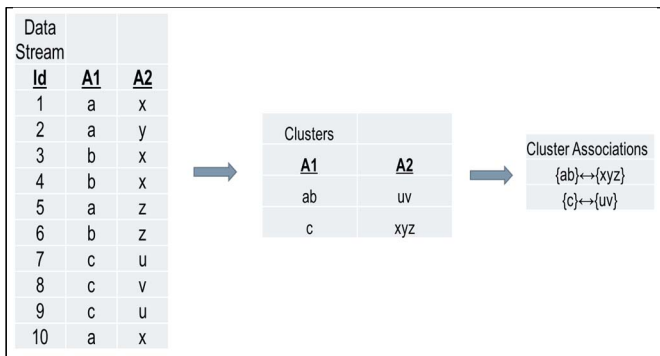 Data
Stream
Id A1 A2
1 a x
2 a y
3 b x
4 b x
5 a z
6 b z
7 c u
8 c v
9 c u
10 a x
Clusters
A1 A2
ab uv
c xyz
Cluster Associations
{ab}↔{xyz}
{c}↔{uv}